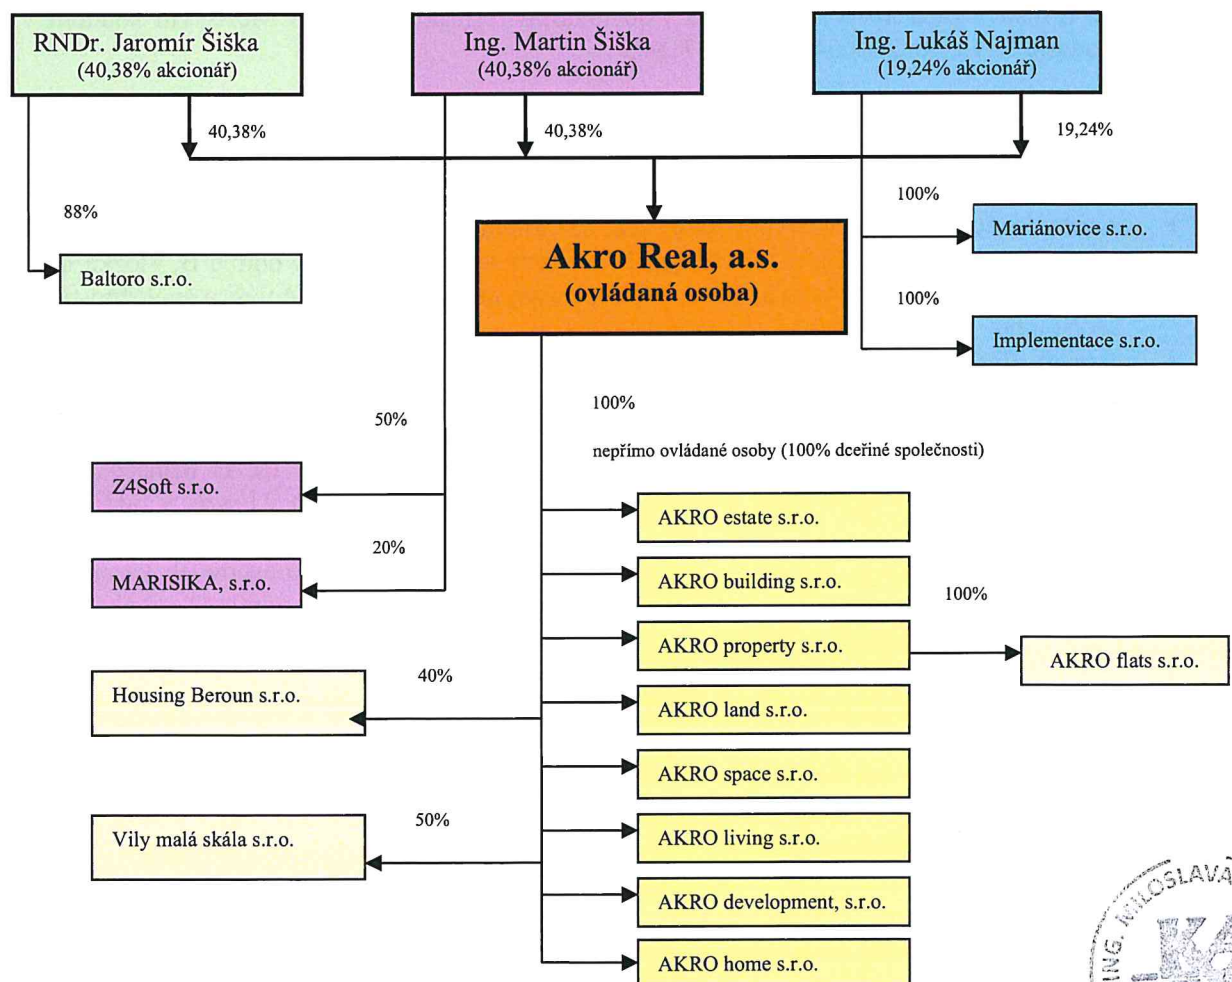 RNDr. Jaromír Šiška
(40,38% akcionář)
Ing. Martin Šiška
(40,38% akcionář)
Ing. Lukáš Najman
(19,24% akcionář)
40,38%
40,38%
19,24%
88%
100%
Mariánovice s.r.o.
Akro Real, a.s.
(ovládaná osoba)
Baltoro s.r.o.
100%
Implementace s.r.o.
100%
50%
nepřímo ovládané osoby (100% dceřiné společnosti)
Z4Soft s.r.o.
AKRO estate s.r.o.
20%
MARISIKA, s.r.o.
AKRO building s.r.o.
100%
AKRO property s.r.o.
AKRO flats s.r.o.
40%
Housing Beroun s.r.o.
AKRO land s.r.o.
AKRO space s.r.o.
50%
Vily malá skála s.r.o.
AKRO living s.r.o.
AKRO development, s.r.o.
AKRO home s.r.o.
ING. MILOSLAVA